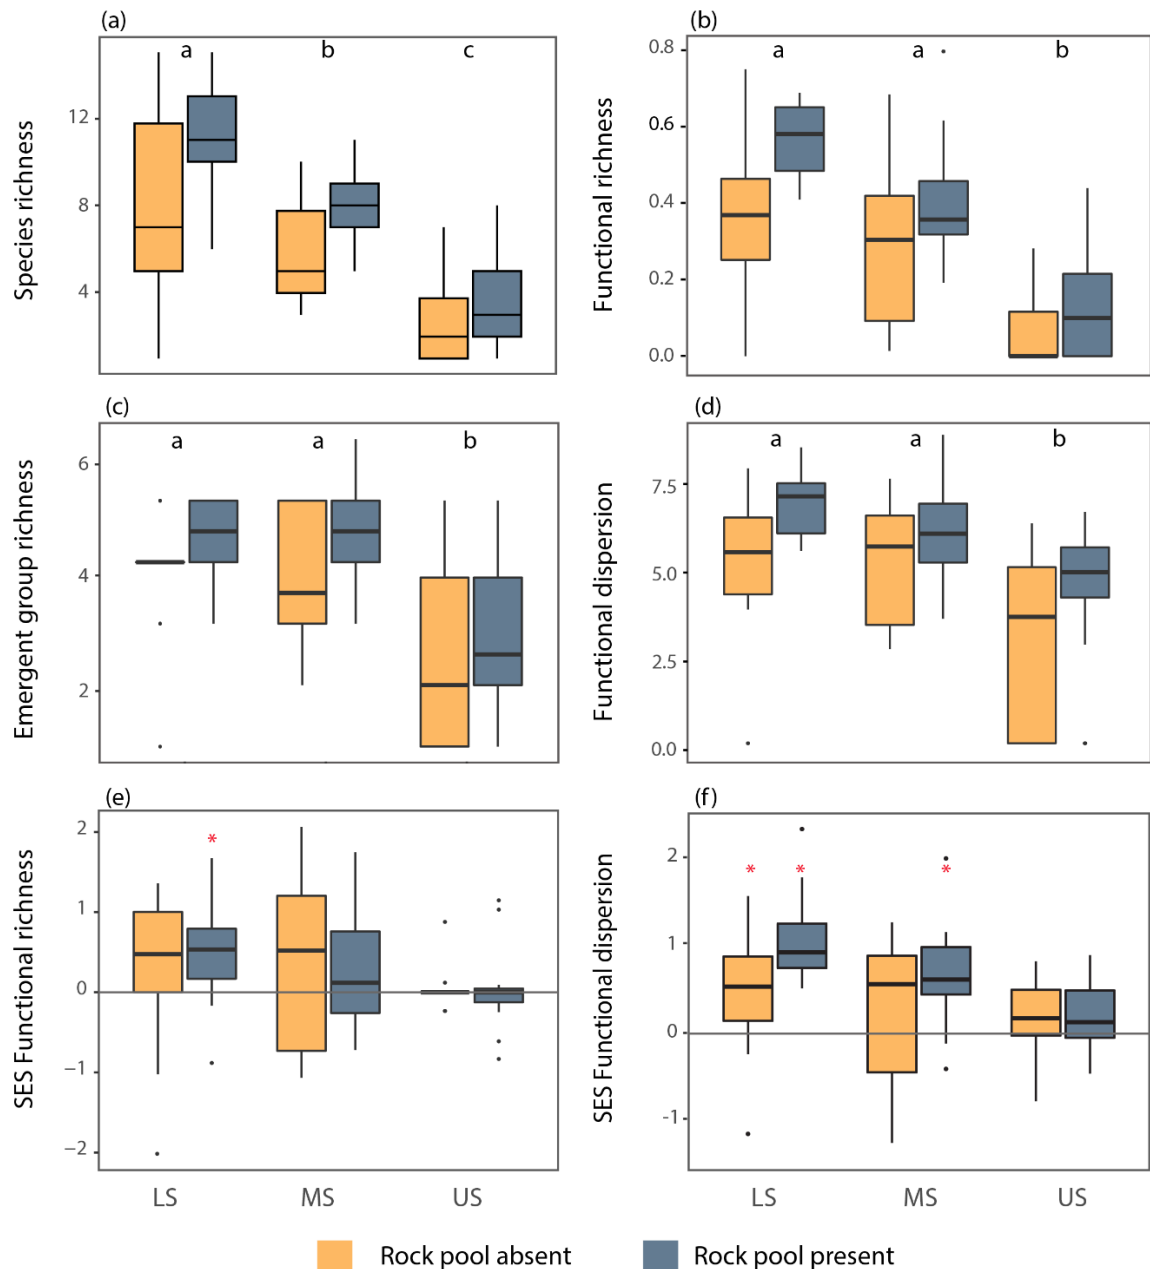 (a)
Species richness
12
8
4
a b c
(b)
Functional richness
0.8
0.6
0.4
0.2
0.0
a a b
(c)
Emergent group richness
6
4
2
a a b
(d)
Functional dispersion
7.5
5.0
2.5
0.0
a a b
(e)
SES Functional richness
2
1
0
−1
−2
*
LS MS US
(f)
SES Functional dispersion
2
1
0
-1
* * *
LS MS US
Rock pool absent Rock pool present